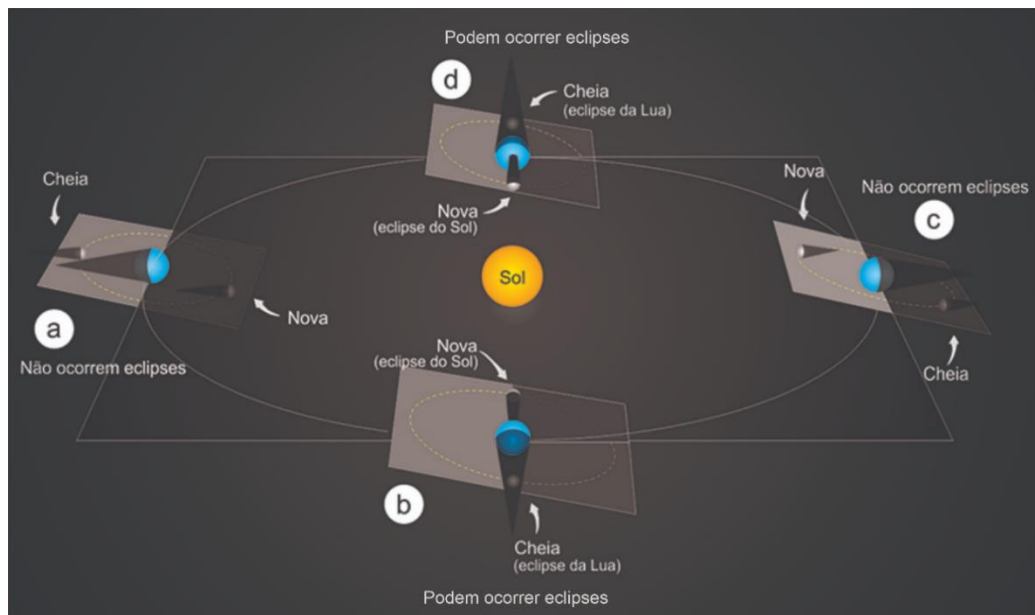 Podem ocorrer eclipses
d
Cheia
(eclipse da Lua)
Nova
(eclipse do Sol)
Cheia
Nova
a
Não ocorrem eclipses
Nova
Não ocorrem eclipses
c
Cheia
Sol
Nova
(eclipse do Sol)
b
Cheia
(eclipse da Lua)
Podem ocorrer eclipses